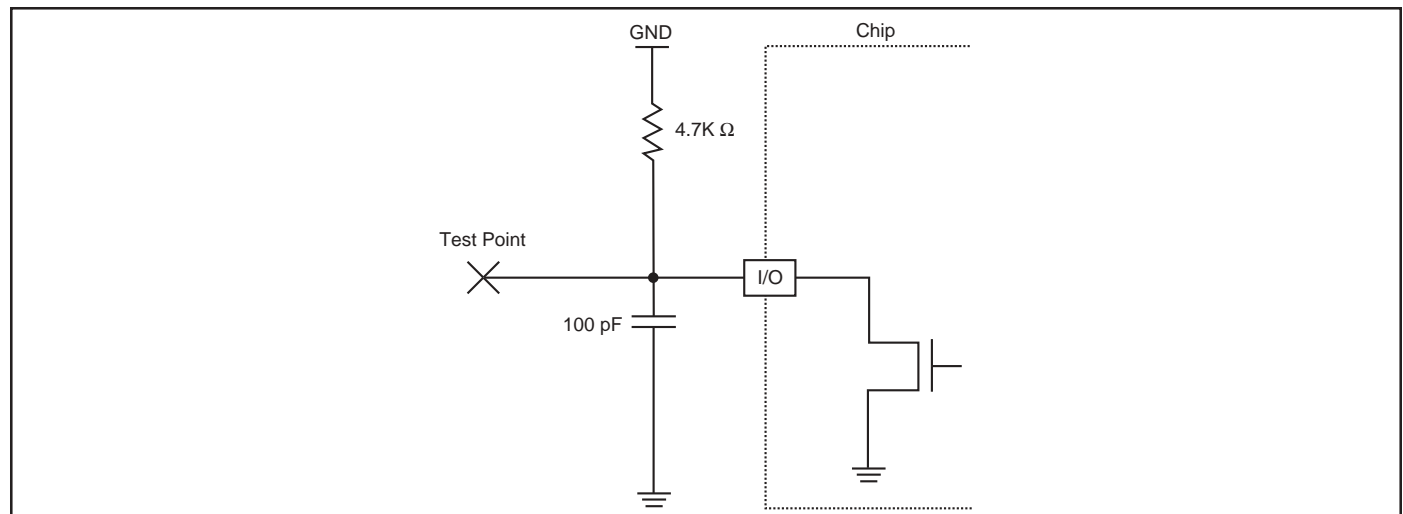 GND
Chip
4.7K Ω
Test Point
I/O
100 pF